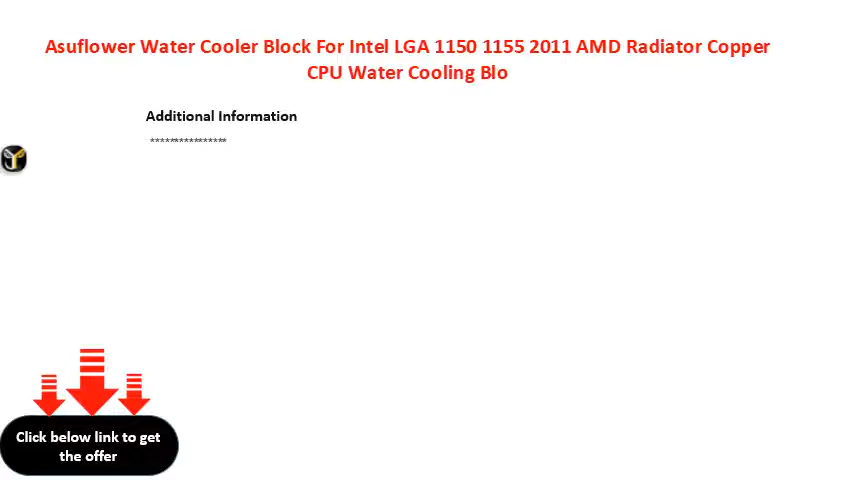 Asuflower Water Cooler Block For Intel LGA 1150 1155 2011 AMD Radiator Copper
CPU Water Cooling Blo
Additional Information
****************
Click below link to get
the offer